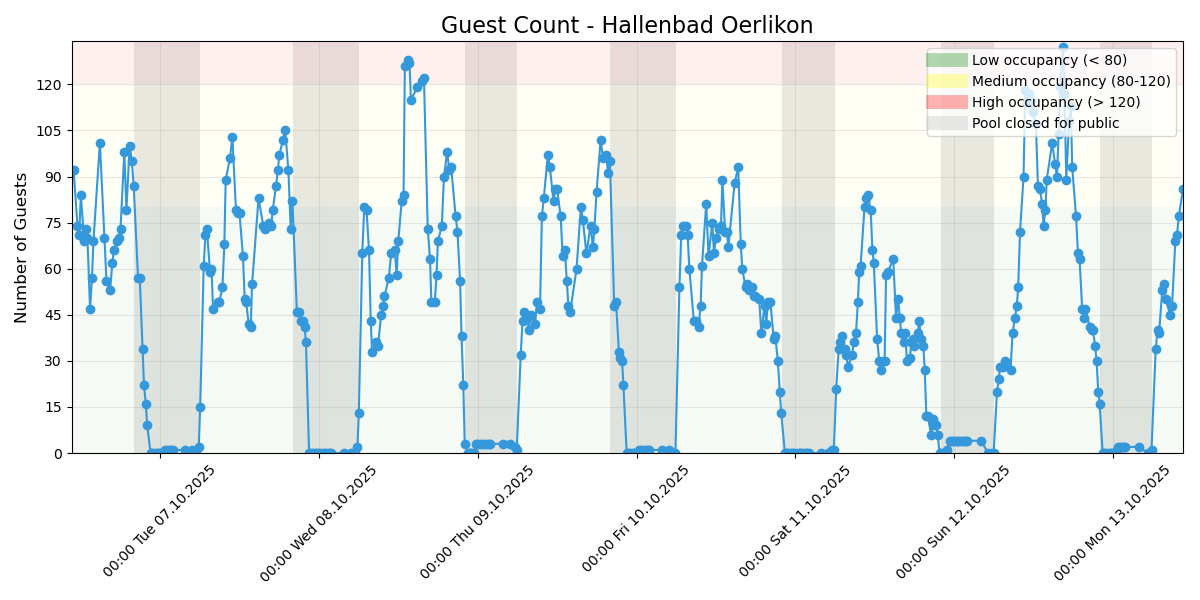 Guest Count - Hallenbad Oerlikon
Low occupancy (< 80)
Medium occupancy (80-120)
High occupancy (> 120)
Pool closed for public
Number of Guests
120
105
90
75
60
45
30
15
0
00:00 Tue 07.10.2025
00:00 Wed 08.10.2025
00:00 Thu 09.10.2025
00:00 Fri 10.10.2025
00:00 Sat 11.10.2025
00:00 Sun 12.10.2025
00:00 Mon 13.10.2025